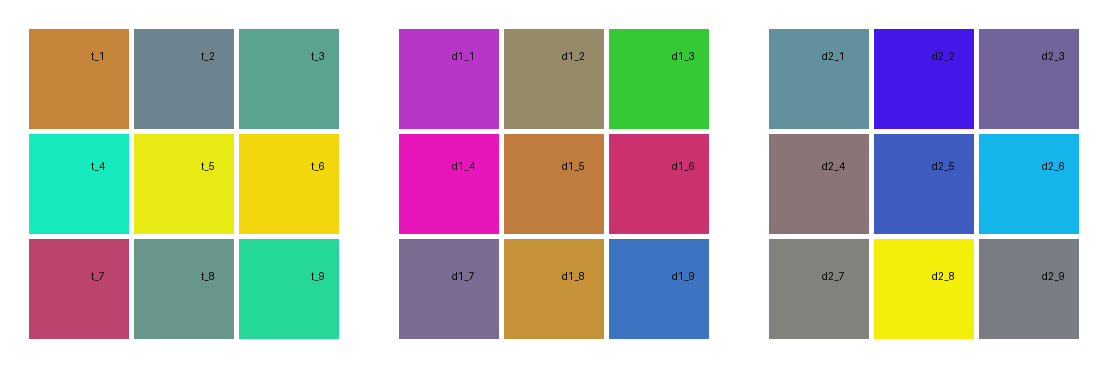 t_1 t_2 t_3 d1_1 d1_2 d1_3 d2_1 d2_2 d2_3
t_4 t_5 t_6 d1_4 d1_5 d1_6 d2_4 d2_5 d2_6
t_7 t_8 t_9 d1_7 d1_8 d1_9 d2_7 d2_8 d2_9